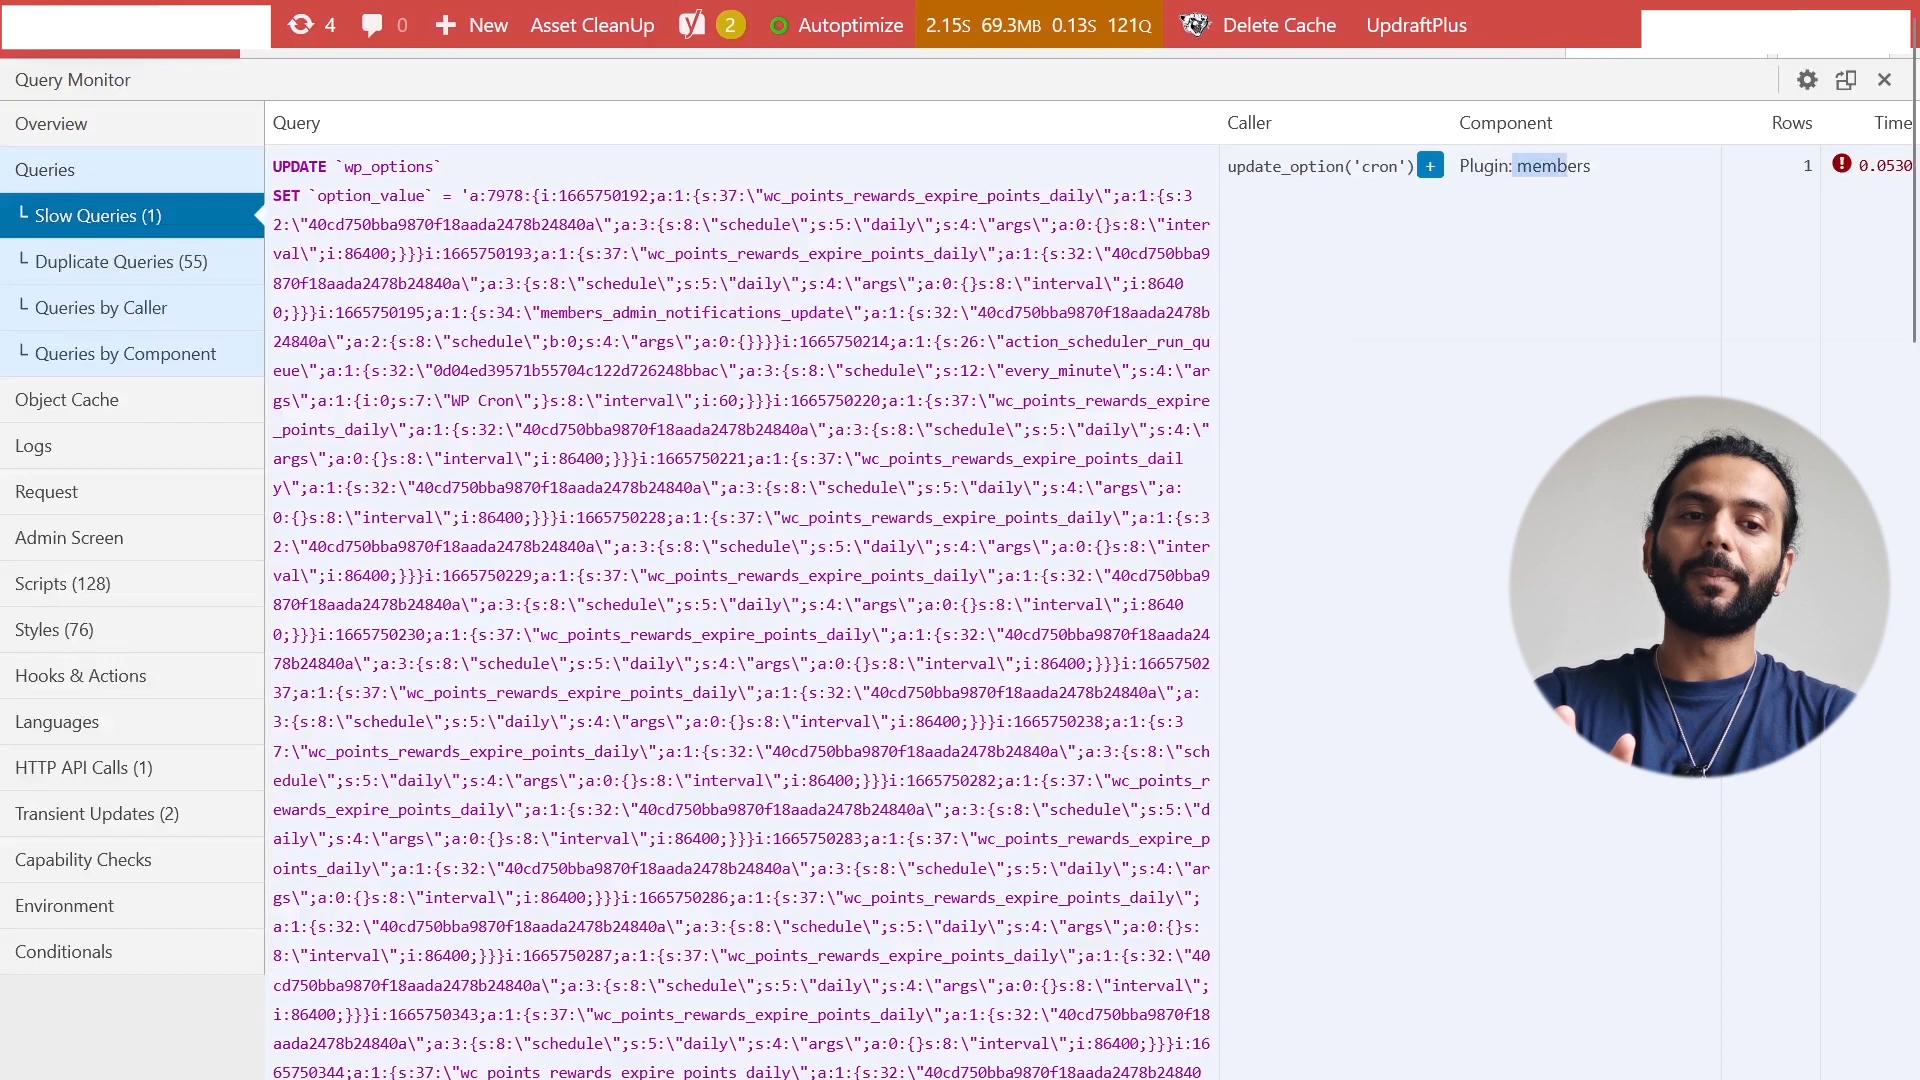 4 0 New Asset CleanUp 2 Autoptimize 2.15S 69.3MB 0.13S 121Q Delete Cache UpdraftPlus
Query Monitor
Overview
Queries
└ Slow Queries (1)
└ Duplicate Queries (55)
└ Queries by Caller
└ Queries by Component
Object Cache
Logs
Request
Admin Screen
Scripts (128)
Styles (76)
Hooks & Actions
Languages
HTTP API Calls (1)
Transient Updates (2)
Capability Checks
Environment
Conditionals
Query Caller Component Rows Time
UPDATE `wp_options`
SET `option_value` = 'a:7978:{i:1665750192;a:1:{s:37:\"wc_points_rewards_expire_points_daily\";a:1:{s:3
2:\"40cd750bba9870f18aada2478b24840a\";a:3:{s:8:\"schedule\";s:5:\"daily\";s:4:\"args\";a:0:{}s:8:\"inter
val\";i:86400;}}}i:1665750193;a:1:{s:37:\"wc_points_rewards_expire_points_daily\";a:1:{s:32:\"40cd750bba9
870f18aada2478b24840a\";a:3:{s:8:\"schedule\";s:5:\"daily\";s:4:\"args\";a:0:{}s:8:\"interval\";i:8640
0;}}}i:1665750195;a:1:{s:34:\"members_admin_notifications_update\";a:1:{s:32:\"40cd750bba9870f18aada2478b
24840a\";a:2:{s:8:\"schedule\";b:0;s:4:\"args\";a:0:{}}}}i:1665750214;a:1:{s:26:\"action_scheduler_run_qu
eue\";a:1:{s:32:\"0d04ed39571b55704c122d726248bbac\";a:3:{s:8:\"schedule\";s:12:\"every_minute\";s:4:\"ar
gs\";a:1:{i:0;s:7:\"WP Cron\";}s:8:\"interval\";i:60;}}}i:1665750220;a:1:{s:37:\"wc_points_rewards_expire
_points_daily\";a:1:{s:32:\"40cd750bba9870f18aada2478b24840a\";a:3:{s:8:\"schedule\";s:5:\"daily\";s:4:\"
args\";a:0:{}s:8:\"interval\";i:86400;}}}i:1665750221;a:1:{s:37:\"wc_points_rewards_expire_points_dail
y\";a:1:{s:32:\"40cd750bba9870f18aada2478b24840a\";a:3:{s:8:\"schedule\";s:5:\"daily\";s:4:\"args\";a:
0:{}s:8:\"interval\";i:86400;}}}i:1665750228;a:1:{s:37:\"wc_points_rewards_expire_points_daily\";a:1:{s:3
2:\"40cd750bba9870f18aada2478b24840a\";a:3:{s:8:\"schedule\";s:5:\"daily\";s:4:\"args\";a:0:{}s:8:\"inter
val\";i:86400;}}}i:1665750229;a:1:{s:37:\"wc_points_rewards_expire_points_daily\";a:1:{s:32:\"40cd750bba9
870f18aada2478b24840a\";a:3:{s:8:\"schedule\";s:5:\"daily\";s:4:\"args\";a:0:{}s:8:\"interval\";i:8640
0;}}}i:1665750230;a:1:{s:37:\"wc_points_rewards_expire_points_daily\";a:1:{s:32:\"40cd750bba9870f18aada24
78b24840a\";a:3:{s:8:\"schedule\";s:5:\"daily\";s:4:\"args\";a:0:{}s:8:\"interval\";i:86400;}}}i:16657502
37;a:1:{s:37:\"wc_points_rewards_expire_points_daily\";a:1:{s:32:\"40cd750bba9870f18aada2478b24840a\";a:
3:{s:8:\"schedule\";s:5:\"daily\";s:4:\"args\";a:0:{}s:8:\"interval\";i:86400;}}}i:1665750238;a:1:{s:3
7:\"wc_points_rewards_expire_points_daily\";a:1:{s:32:\"40cd750bba9870f18aada2478b24840a\";a:3:{s:8:\"sch
edule\";s:5:\"daily\";s:4:\"args\";a:0:{}s:8:\"interval\";i:86400;}}}i:1665750282;a:1:{s:37:\"wc_points_r
ewards_expire_points_daily\";a:1:{s:32:\"40cd750bba9870f18aada2478b24840a\";a:3:{s:8:\"schedule\";s:5:\"d
aily\";s:4:\"args\";a:0:{}s:8:\"interval\";i:86400;}}}i:1665750283;a:1:{s:37:\"wc_points_rewards_expire_p
oints_daily\";a:1:{s:32:\"40cd750bba9870f18aada2478b24840a\";a:3:{s:8:\"schedule\";s:5:\"daily\";s:4:\"ar
gs\";a:0:{}s:8:\"interval\";i:86400;}}}i:1665750286;a:1:{s:37:\"wc_points_rewards_expire_points_daily\";
a:1:{s:32:\"40cd750bba9870f18aada2478b24840a\";a:3:{s:8:\"schedule\";s:5:\"daily\";s:4:\"args\";a:0:{}s:
8:\"interval\";i:86400;}}}i:1665750287;a:1:{s:37:\"wc_points_rewards_expire_points_daily\";a:1:{s:32:\"40
cd750bba9870f18aada2478b24840a\";a:3:{s:8:\"schedule\";s:5:\"daily\";s:4:\"args\";a:0:{}s:8:\"interval\";
i:86400;}}}i:1665750343;a:1:{s:37:\"wc_points_rewards_expire_points_daily\";a:1:{s:32:\"40cd750bba9870f18
aada2478b24840a\";a:3:{s:8:\"schedule\";s:5:\"daily\";s:4:\"args\";a:0:{}s:8:\"interval\";i:86400;}}}i:16
65750344;a:1:{s:37:\"wc_points_rewards_expire_points_daily\";a:1:{s:32:\"40cd750bba9870f18aada2478b24840
update_option('cron') + Plugin: members 1 0.0530